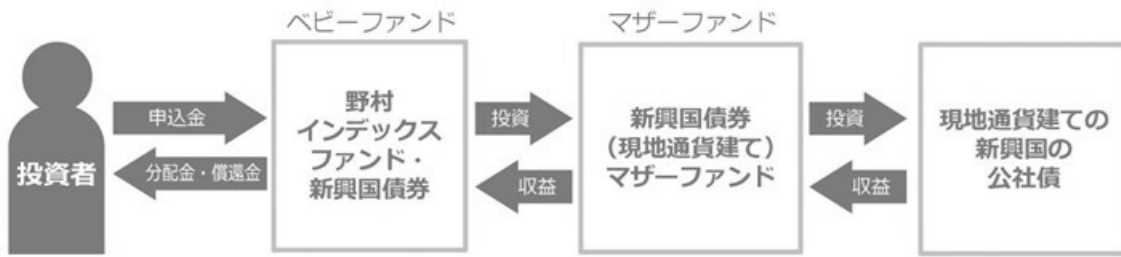 ベビーファンド
マザーファンド
投資者
申込金
分配金・償還金
野村
インデックス
ファンド・
新興国債券
投資
収益
新興国債券
（現地通貨建て）
マザーファンド
投資
収益
現地通貨建ての
新興国の
公社債